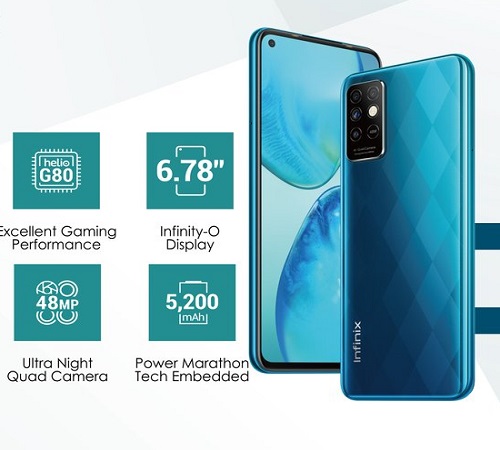 helio
G80
6.78"
Excellent Gaming
Performance
Infinity-O
Display
48MP
5,200
mAh
Ultra Night
Quad Camera
Power Marathon
Tech Embedded
Infinix